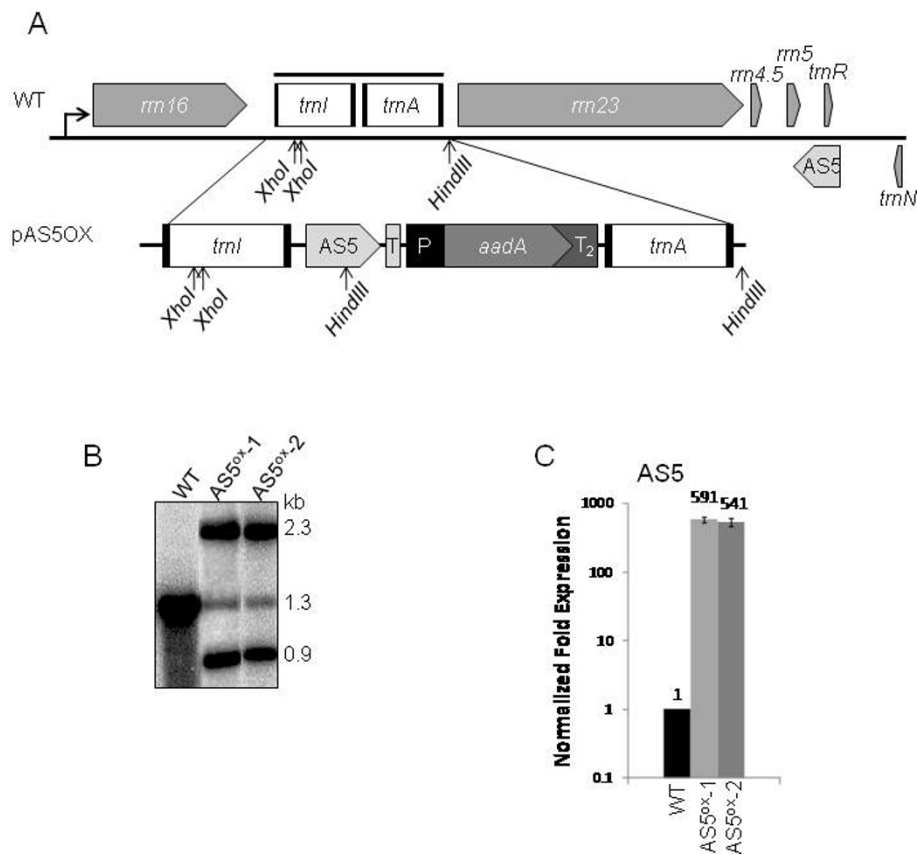 A
WT
rrn16
trnI
trnA
rrn23
rrn4.5
rrn5
trnR
XhoI
XhoI
HindIII
AS5
trnN
pAS5OX
trnI
AS5
T
P
aadA
T2
trnA
XhoI
XhoI
HindIII
HindIII
B
WT
AS5ox-1
AS5ox-2
kb
2.3
1.3
0.9
C
AS5
Normalized Fold Expression
1000
100
10
1
0.1
1
591
541
WT
AS5ox-1
AS5ox-2